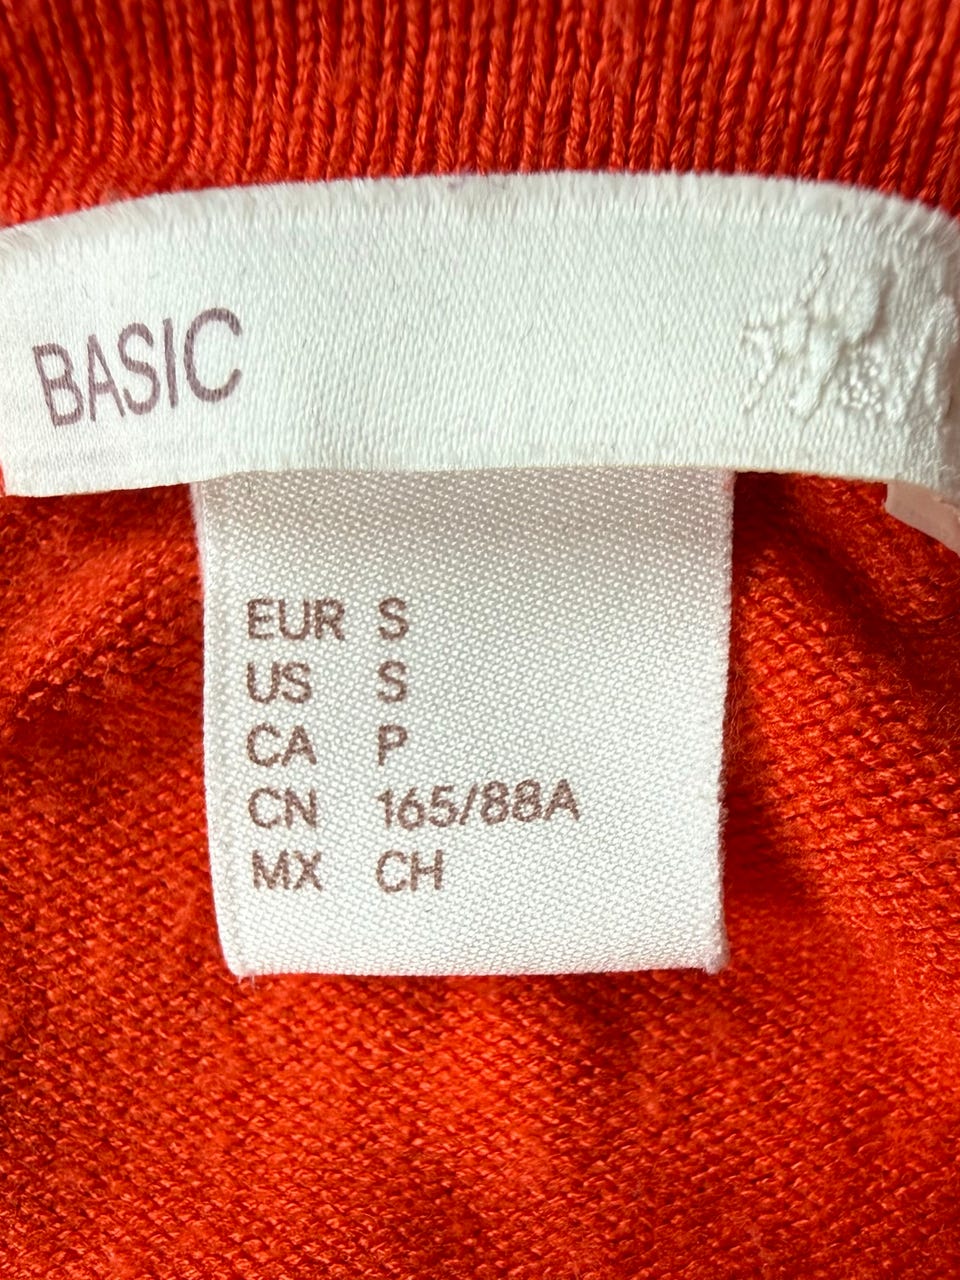 BASIC
EUR S
US S
CA P
CN 165/88A
MX CH